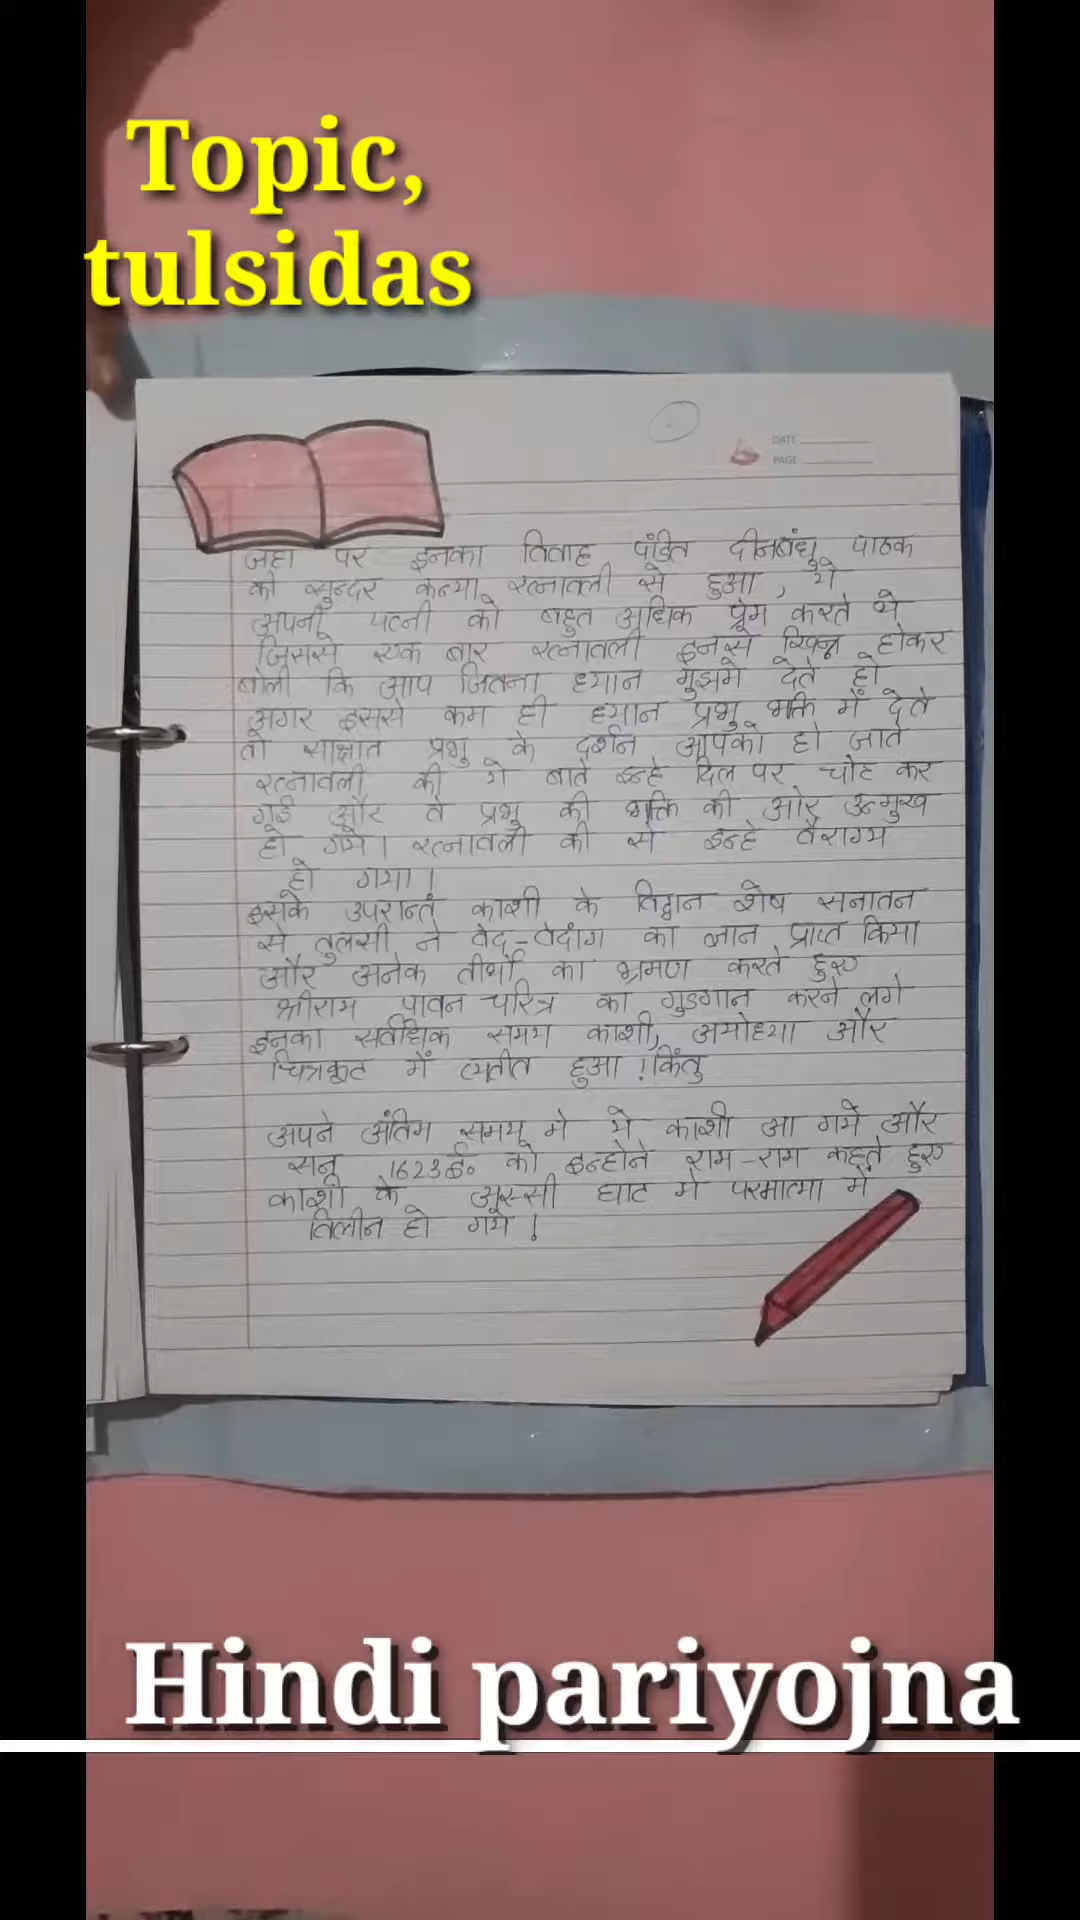 Topic,
tulsidas
DATE
PAGE
जहा पर इनका विवाह पंडित दीनबंधु पाठक
की सुन्दर कन्या रत्नावली से हुआ, ये
अपनी पत्नी को बहुत अधिक प्रेम करते थे
जिससे एक बार रत्नावली इनसे खिन्न होकर
बोली कि आप जितना ध्यान मुझमे देते हो
अगर इससे कम ही ध्यान प्रभु भक्ति में देते
तो साक्षात प्रभु के दर्शन आपको हो जाते
रत्नावली की ये बाते इन्हे दिल पर चोट कर
गई और वे प्रभु की भक्ति की ओर उन्मुख
हो गये। रत्नावली की से इन्हे वैराग्य
हो गया।
इसके उपरान्त काशी के विद्वान शेष सनातन
से तुलसी ने वेद-वेदांग का ज्ञान प्राप्त किया
और अनेक तीर्थो का भ्रमण करते हुए
श्रीराम पावन चरित्र का गुडगान करने लगे
इनका सर्वधिक समय काशी, अयोध्या और
चित्रकूट में व्यतीत हुआ !किंतु
अपने अंतिम समय मे ये काशी आ गये और
सन् 1623ई० को इन्होने राम-राम कहते हुए
काशी के अस्सी घाट मे परमात्मा में
विलीन हो गये !
Hindi pariyojna